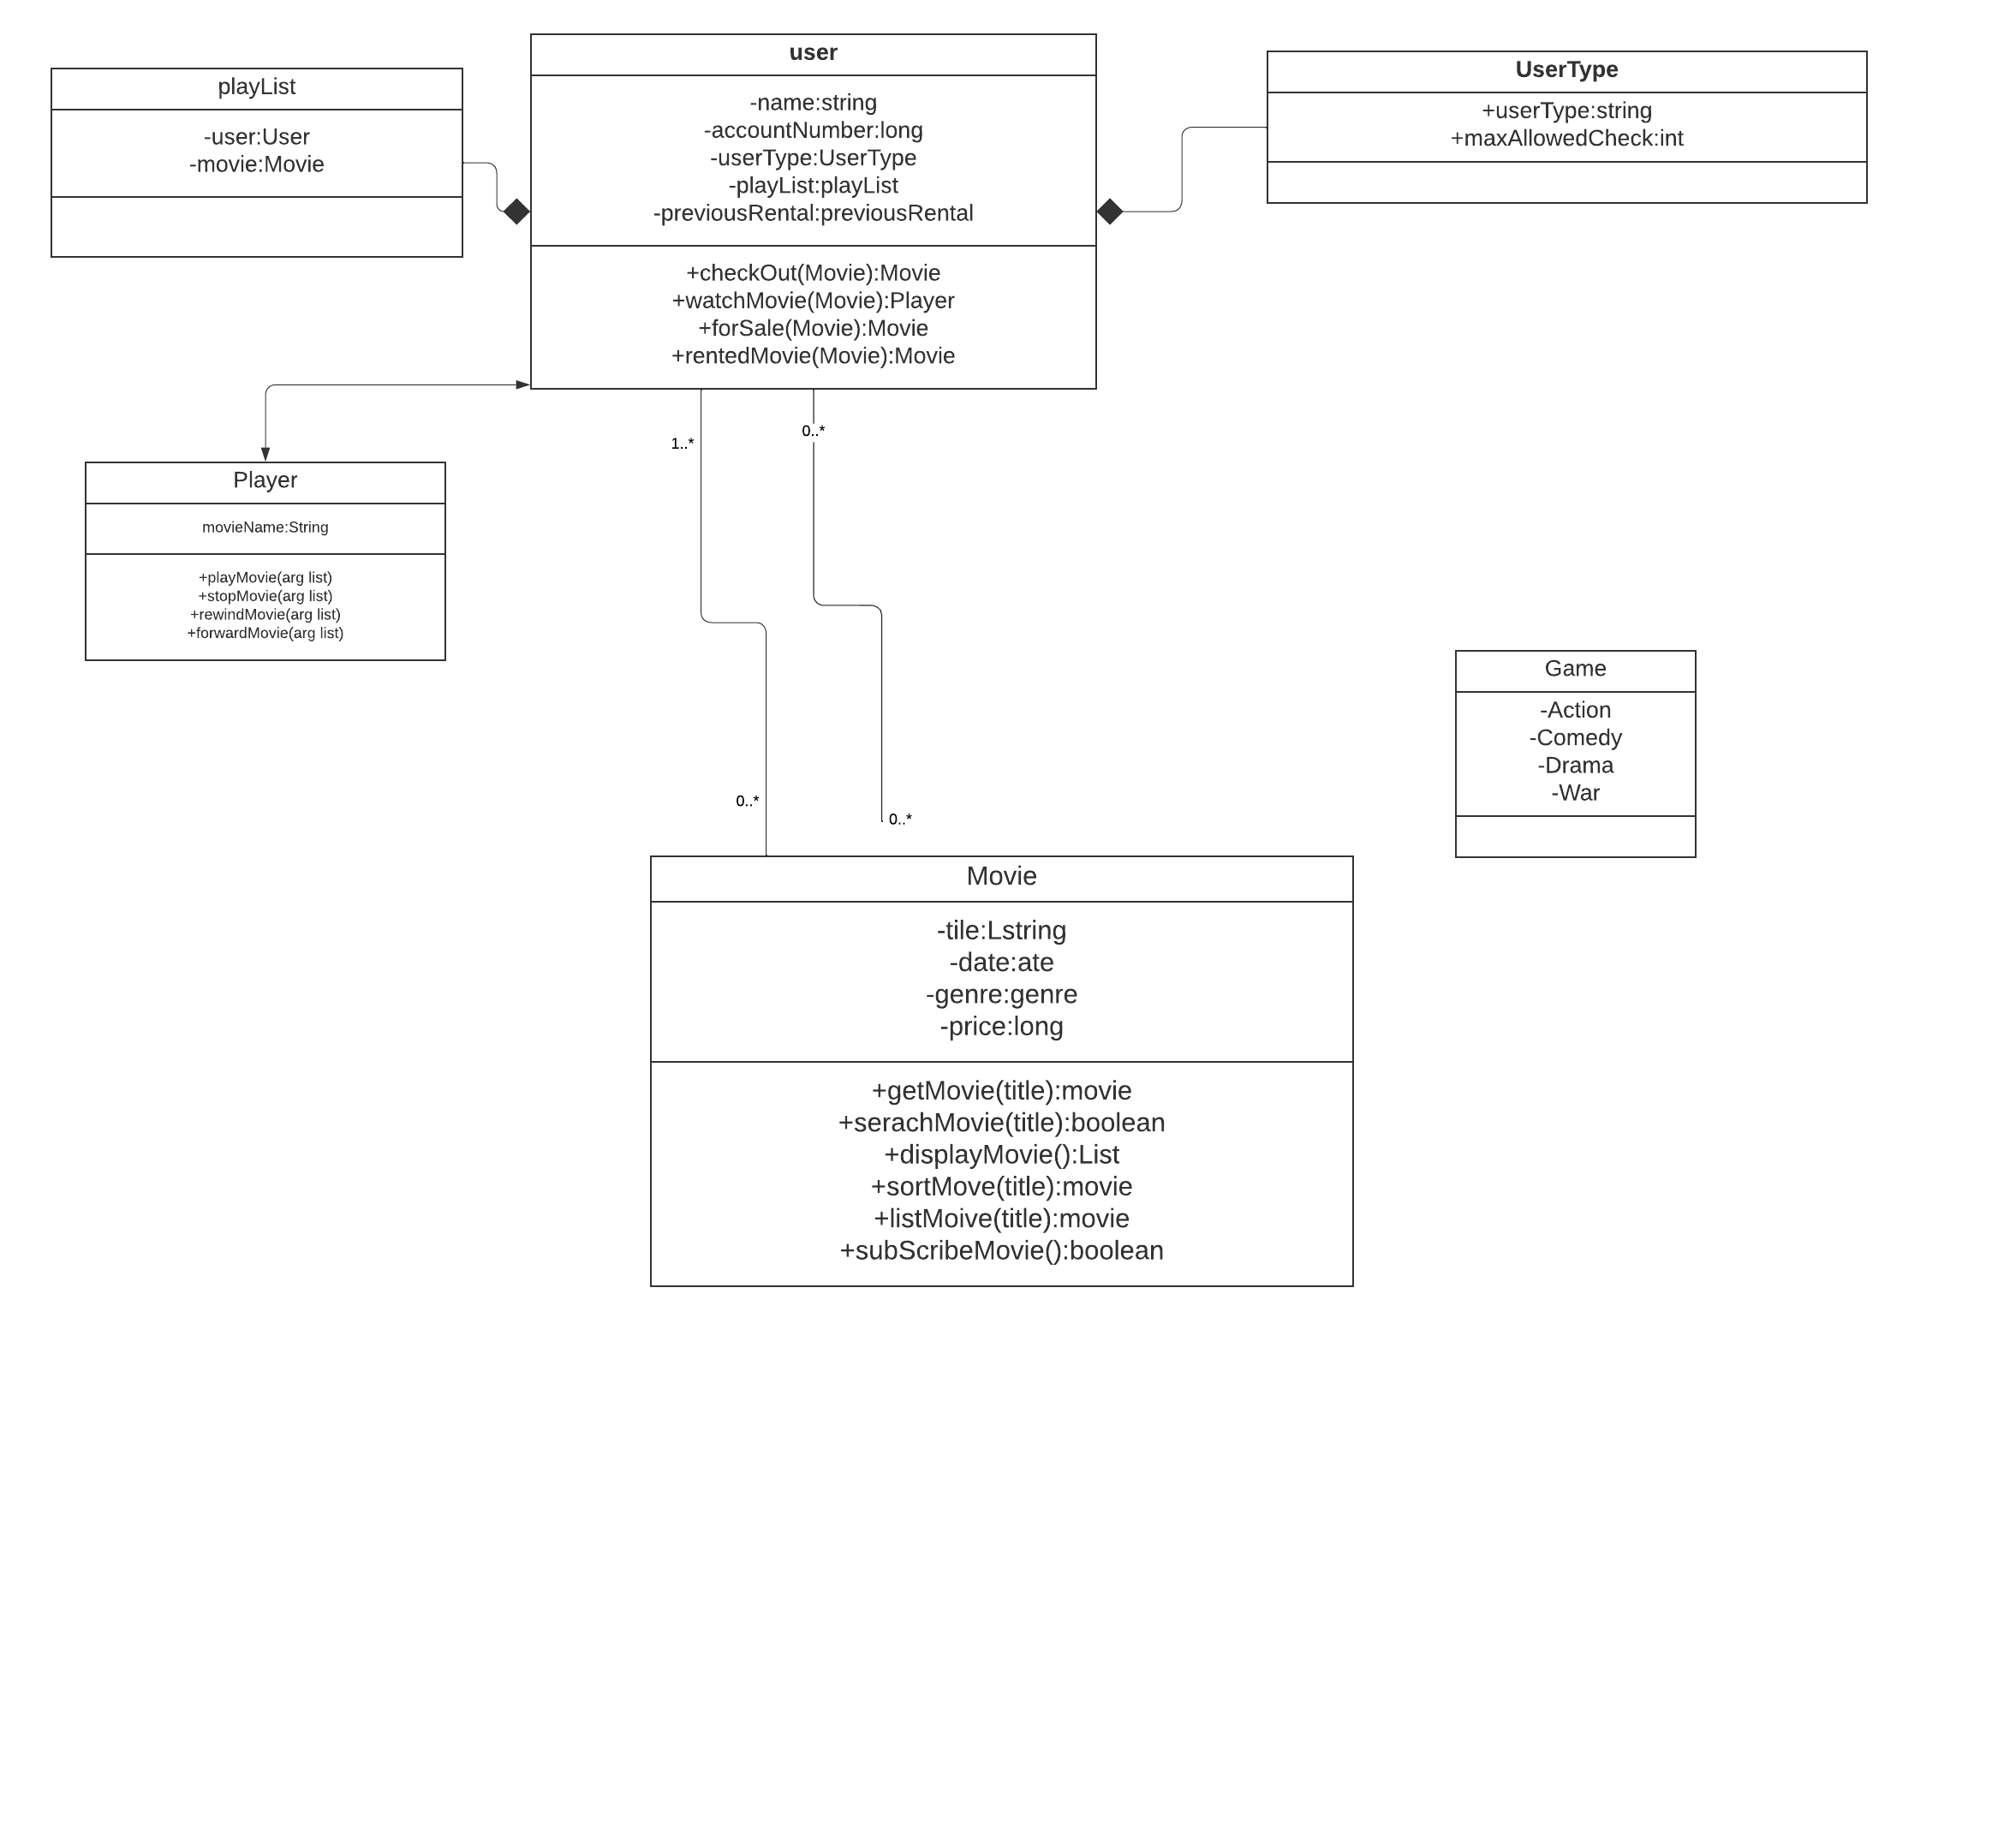 playList
-user:User
-movie:Movie
user
-name:string
-accountNumber:long
-userType:UserType
-playList:playList
-previousRental:previousRental
+checkOut(Movie):Movie
+watchMovie(Movie):Player
+forSale(Movie):Movie
+rentedMovie(Movie):Movie
UserType
+userType:string
+maxAllowedCheck:int
1..*
0..*
Player
movieName:String
+playMovie(arg list)
+stopMovie(arg list)
+rewindMovie(arg list)
+forwardMovie(arg list)
Game
-Action
-Comedy
-Drama
-War
0..*
0..*
Movie
-tile:Lstring
-date:ate
-genre:genre
-price:long
+getMovie(title):movie
+serachMovie(title):boolean
+displayMovie():List
+sortMove(title):movie
+listMoive(title):movie
+subScribeMovie():boolean